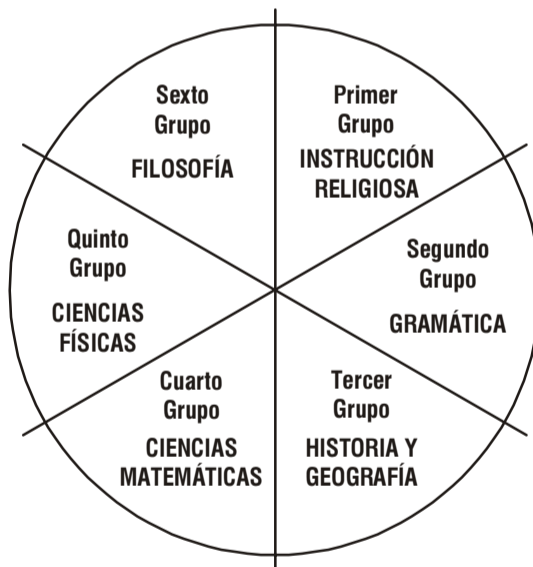 Sexto
Grupo
FILOSOFÍA
Primer
Grupo
INSTRUCCIÓN
RELIGIOSA
Quinto
Grupo
CIENCIAS
FÍSICAS
Segundo
Grupo
GRAMÁTICA
Cuarto
Grupo
CIENCIAS
MATEMÁTICAS
Tercer
Grupo
HISTORIA Y
GEOGRAFÍA